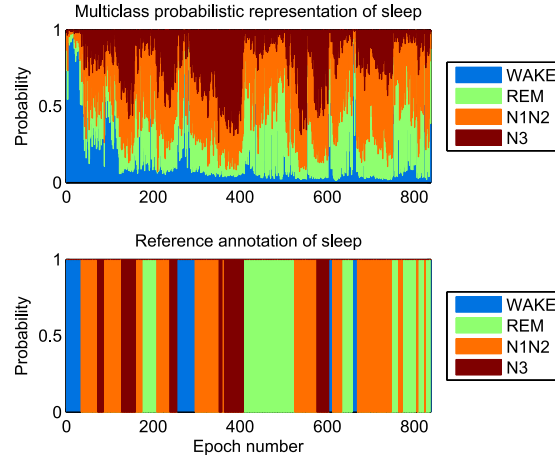 Multiclass probabilistic representation of sleep
1
0.5
0
Probability
0
200
400
600
800
WAKE
REM
N1N2
N3
Reference annotation of sleep
1
0.5
0
Probability
0
200
400
600
800
Epoch number
WAKE
REM
N1N2
N3